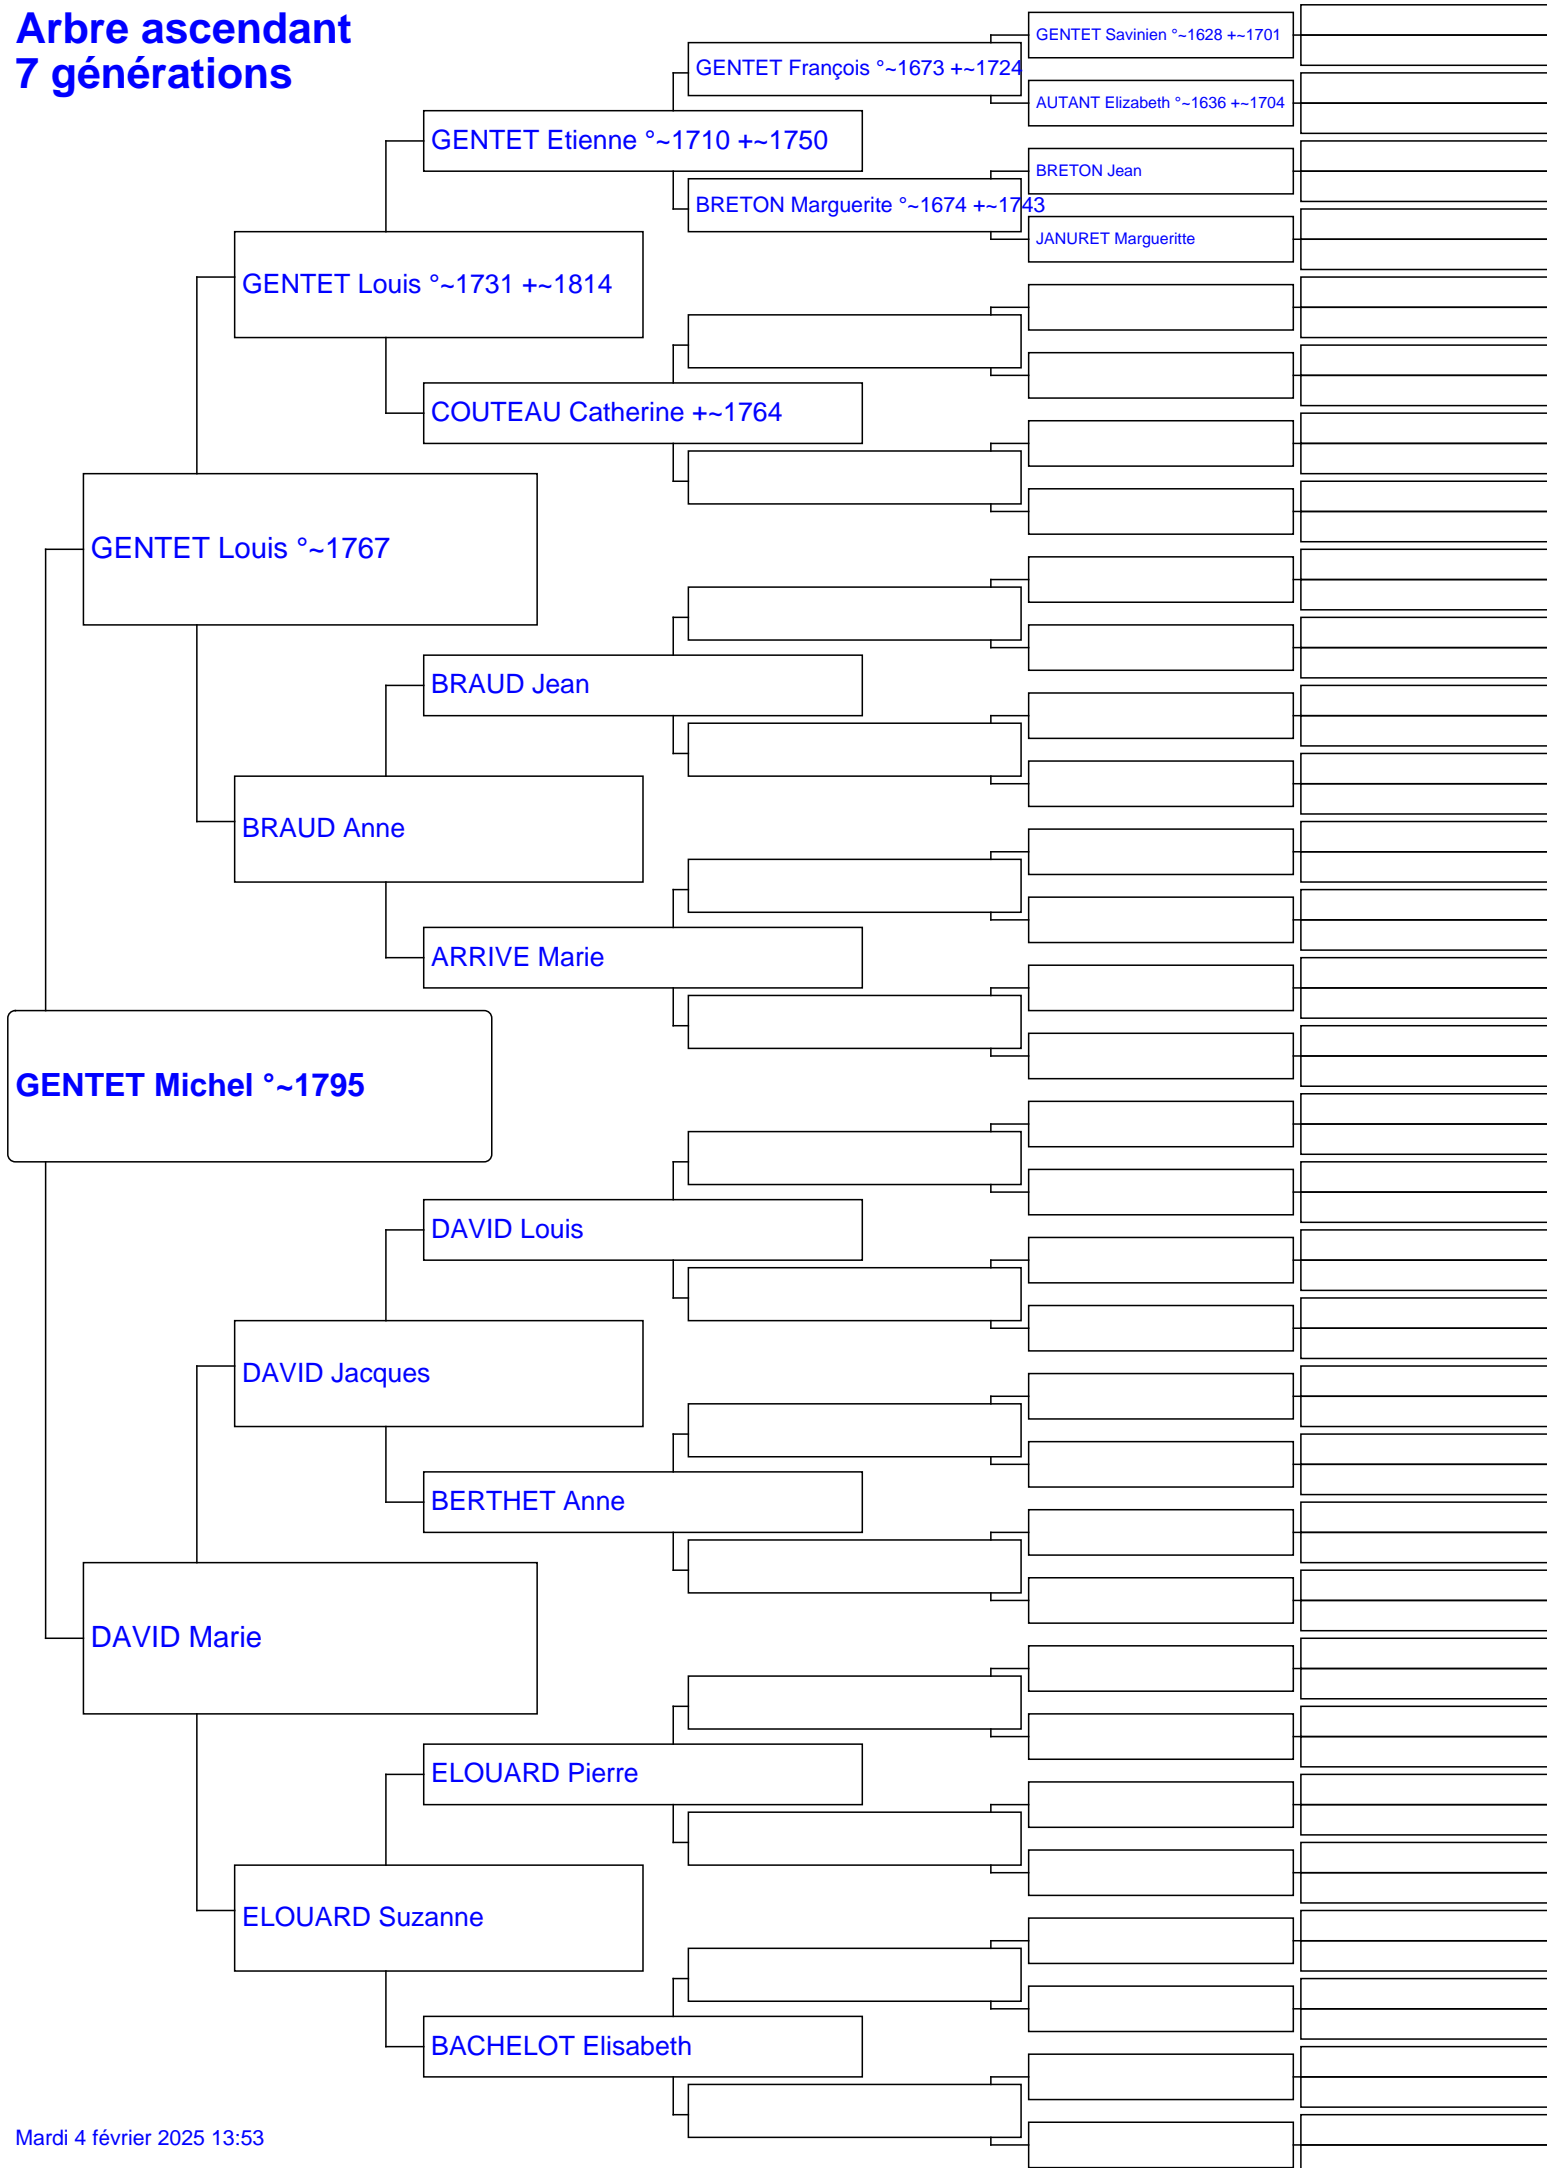 Arbre ascendant
7 générations
GENTET Savinien °~1628 +~1701
GENTET François °~1673 +~1724
AUTANT Elizabeth °~1636 +~1704
GENTET Etienne °~1710 +~1750
BRETON Jean
BRETON Marguerite °~1674 +~1743
JANURET Margueritte
GENTET Louis °~1731 +~1814
COUTEAU Catherine +~1764
GENTET Louis °~1767
BRAUD Jean
BRAUD Anne
ARRIVE Marie
GENTET Michel °~1795
DAVID Louis
DAVID Jacques
BERTHET Anne
DAVID Marie
ELOUARD Pierre
ELOUARD Suzanne
BACHELOT Elisabeth
Mardi 4 février 2025 13:53